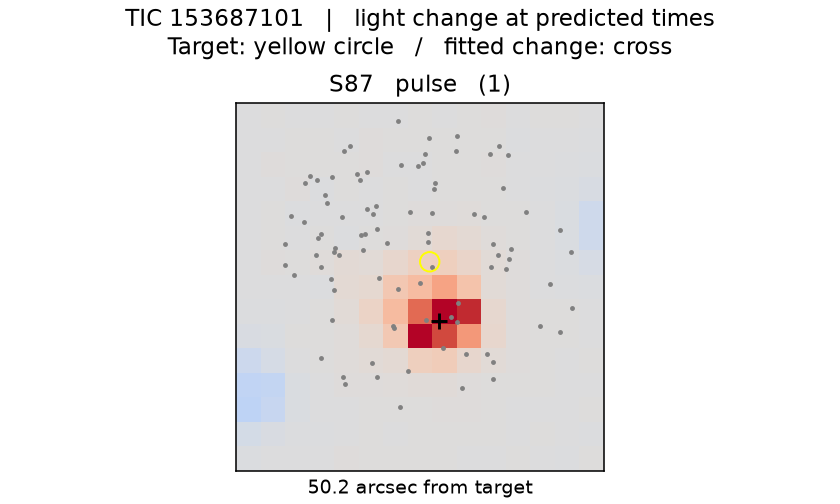 TIC 153687101 | light change at predicted times
Target: yellow circle / fitted change: cross
S87 pulse (1)
50.2 arcsec from target